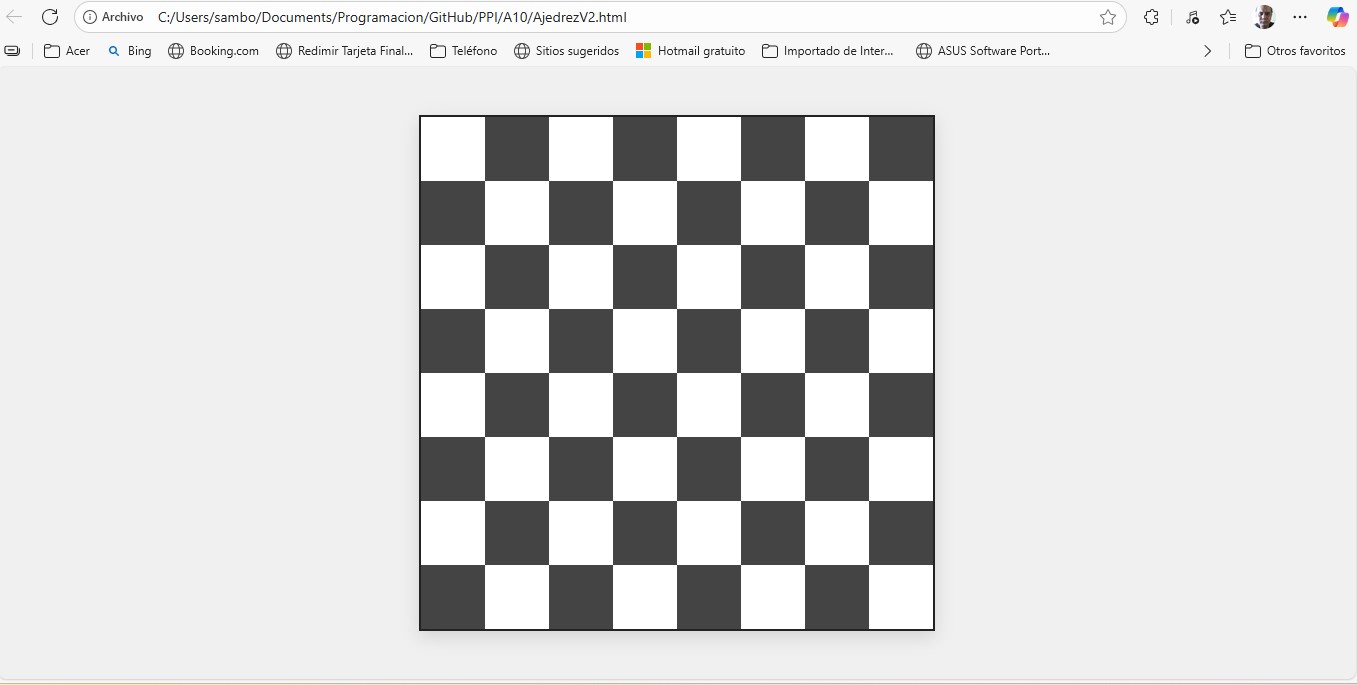 Archivo C:/Users/sambo/Documents/Programacion/GitHub/PPI/A10/AjedrezV2.html
Acer Bing Booking.com Redimir Tarjeta Final... Teléfono Sitios sugeridos Hotmail gratuito Importado de Inter... ASUS Software Port... Otros favoritos